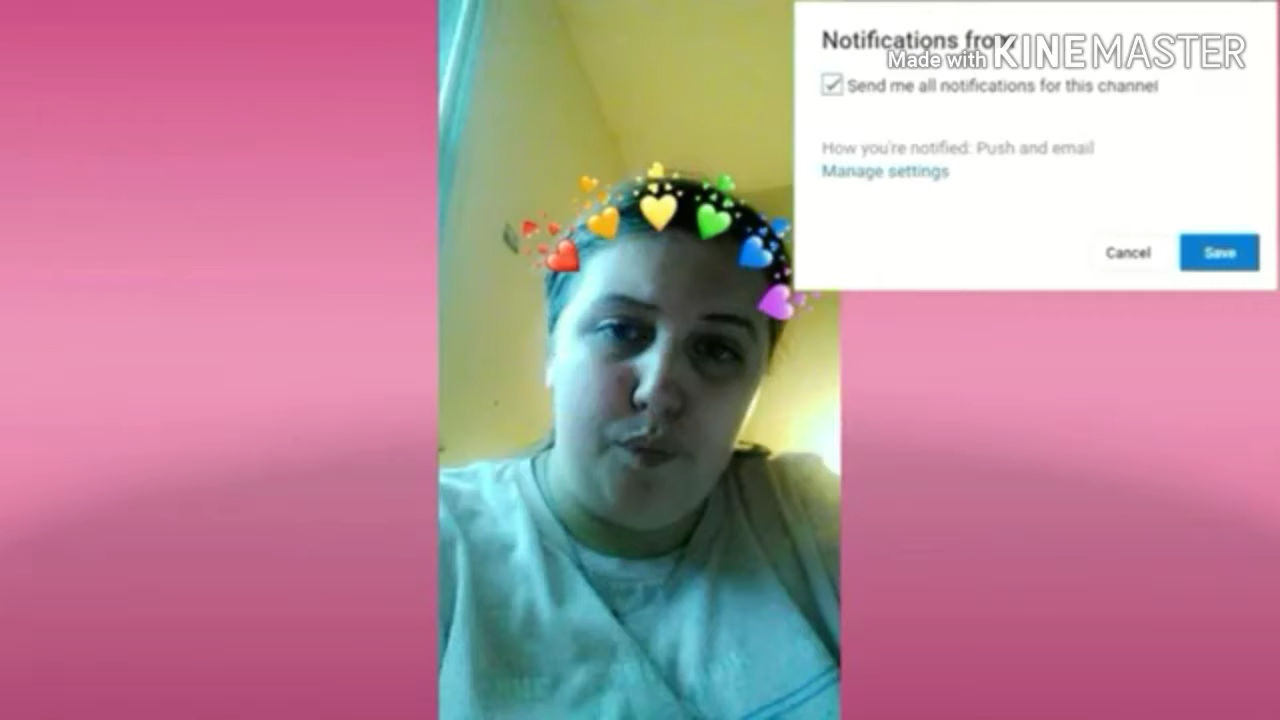 Notifications from
Made with KINEMASTER
Send me all notifications for this channel
How you're notified: Push and email
Manage settings
Cancel
Save